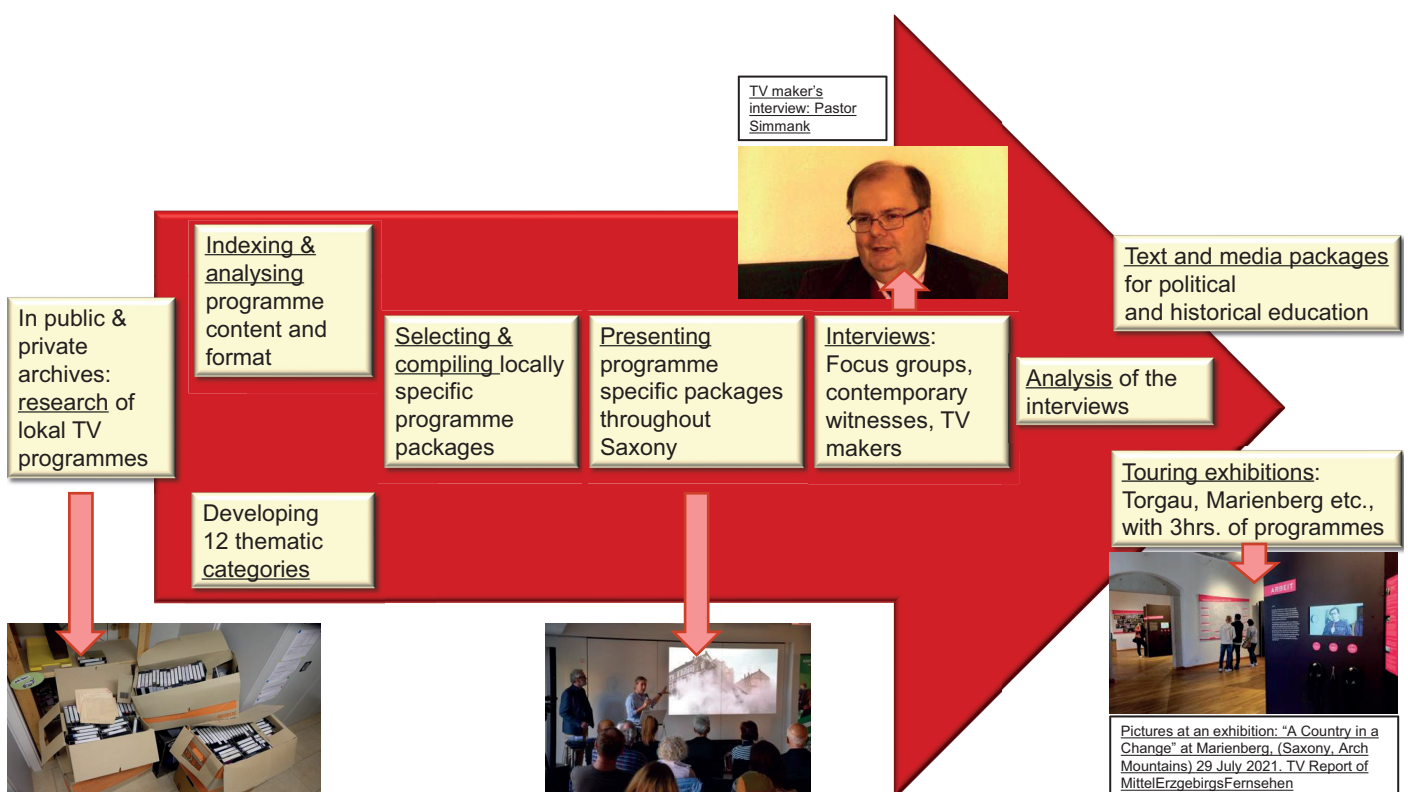 TV maker's
interview: Pastor
Simmank
In public &
private
archives:
research of
lokal TV
programmes
Indexing &
analysing
programme
content and
format
Developing
12 thematic
categories
Selecting &
compiling locally
specific
programme
packages
Presenting
programme
specific packages
throughout
Saxony
Interviews:
Focus groups,
contemporary
witnesses, TV
makers
Analysis of the
interviews
Text and media packages
for political
and historical education
Touring exhibitions:
Torgau, Marienberg etc.,
with 3hrs. of programmes
ARBEIT
Pictures at an exhibition: “A Country in a
Change” at Marienberg, (Saxony, Arch
Mountains) 29 July 2021. TV Report of
MittelErzgebirgsFernsehen